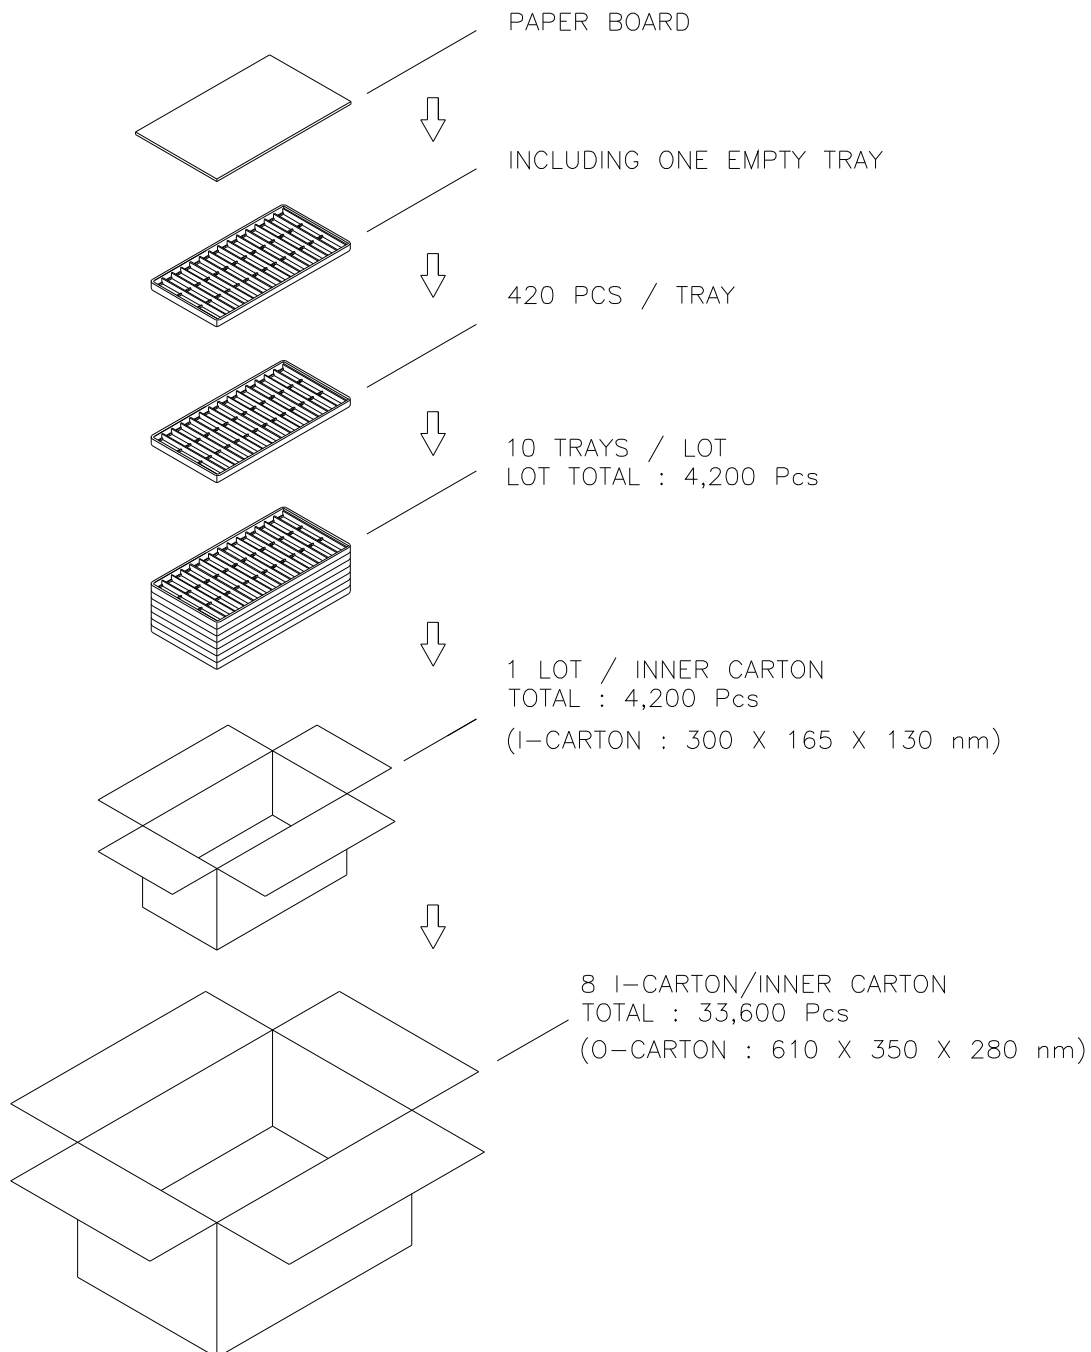 PAPER BOARD
INCLUDING ONE EMPTY TRAY
420 PCS / TRAY
10 TRAYS / LOT
LOT TOTAL : 4,200 Pcs
1 LOT / INNER CARTON
TOTAL : 4,200 Pcs
(I-CARTON : 300 X 165 X 130 nm)
8 I-CARTON/INNER CARTON
TOTAL : 33,600 Pcs
(O-CARTON : 610 X 350 X 280 nm)